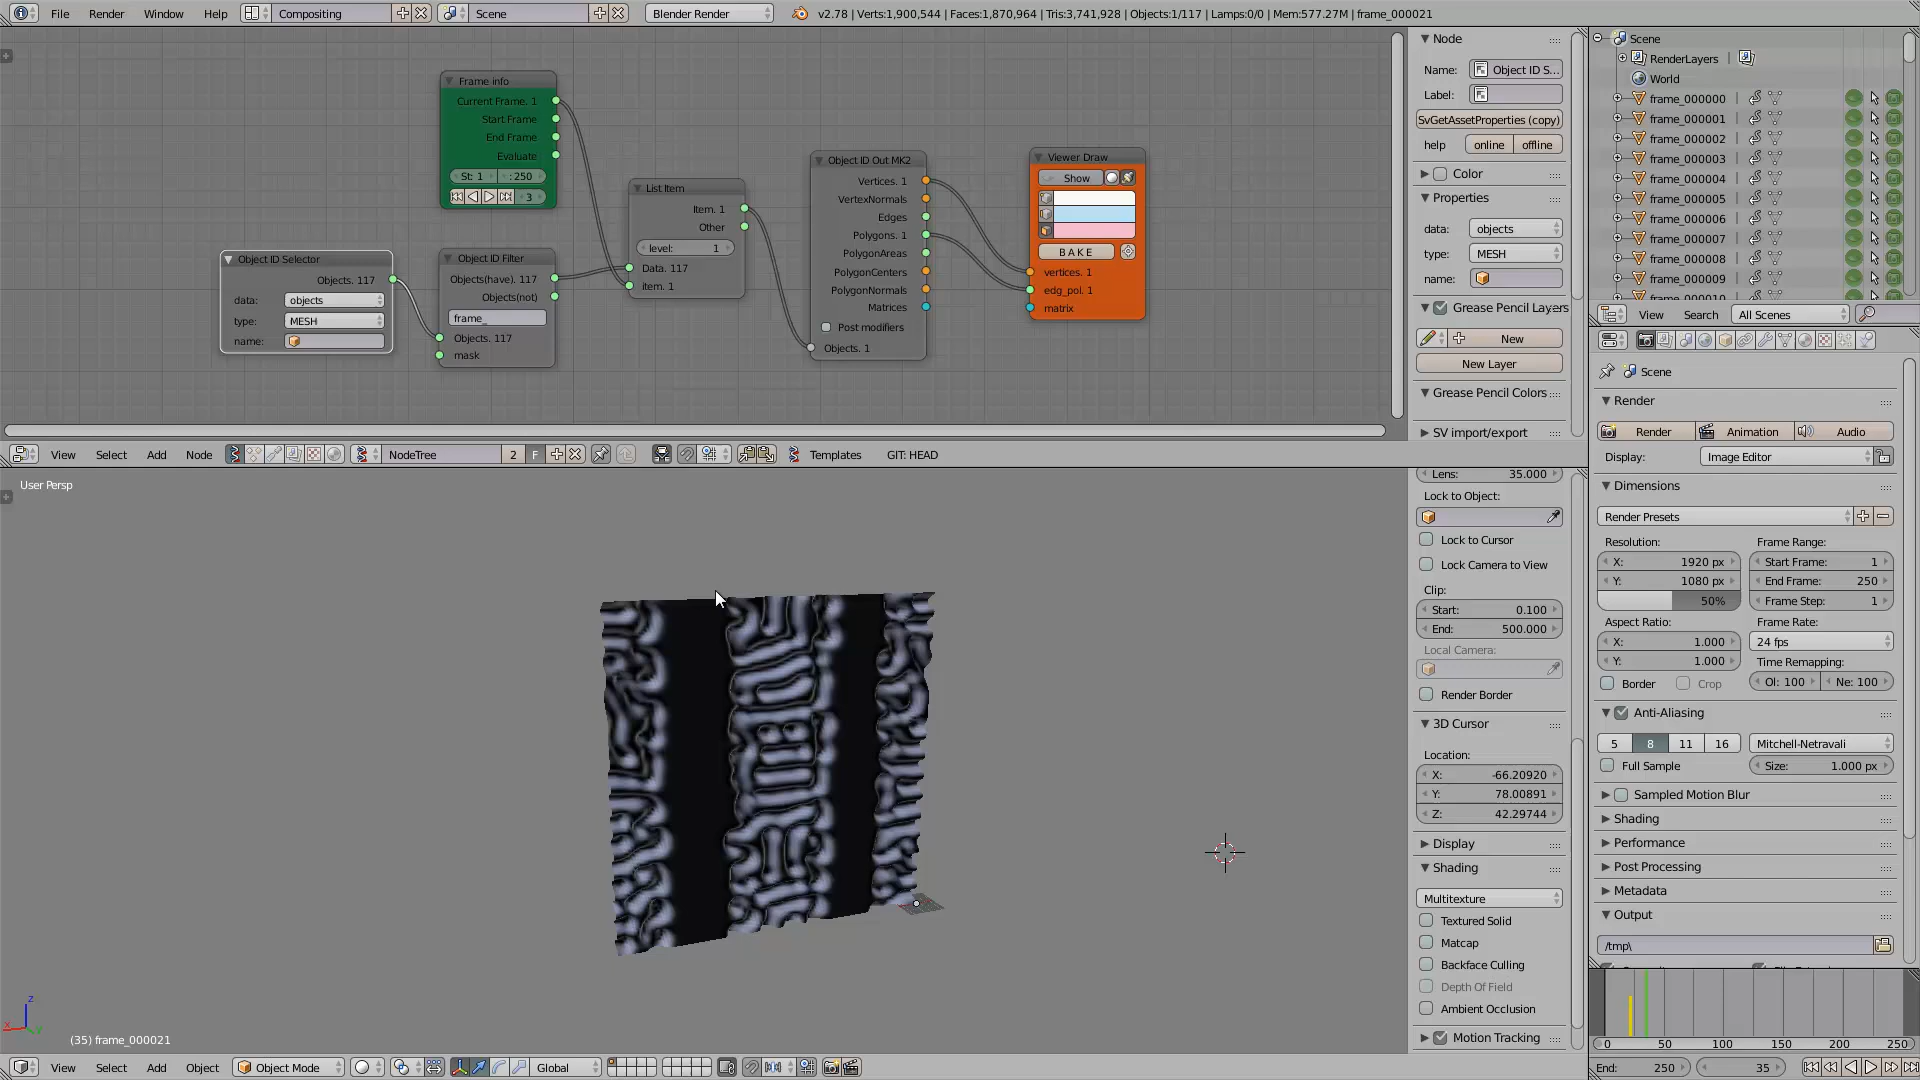 File Render Window Help Compositing Scene Blender Render v2.78 | Verts:1,900,544 | Faces:1,870,964 | Tris:3,741,928 | Objects:1/117 | Lamps:0/0 | Mem:577.27M | frame_000021
Frame info
Current Frame. 1
Start Frame
End Frame
Evaluate
St: 1 : 250
3
Object ID Selector
Objects. 117
data: objects
type: MESH
name:
Object ID Filter
Objects(have). 117
Objects(not)
frame_
Objects. 117
mask
List Item
Item. 1
Other
level: 1
Data. 117
item. 1
Object ID Out MK2
Vertices. 1
VertexNormals
Edges
Polygons. 1
PolygonAreas
PolygonCenters
PolygonNormals
Matrices
Post modifiers
Objects. 1
Viewer Draw
Show
B A K E
vertices. 1
edg_pol. 1
matrix
Node
Name: Object ID S...
Label:
SvGetAssetProperties (copy)
help online offline
Color
Properties
data: objects
type: MESH
name:
Grease Pencil Layers
New
New Layer
Grease Pencil Colors
SV import/export
View Select Add Node NodeTree 2 F Templates GIT: HEAD
User Persp
(35) frame_000021
z
x
y
View Select Add Object Object Mode Global
Lens: 35.000
Lock to Object:
Lock to Cursor
Lock Camera to View
Clip:
Start: 0.100
End: 500.000
Local Camera:
Render Border
3D Cursor
Location:
X: -66.20920
Y: 78.00891
Z: 42.29744
Display
Shading
Multitexture
Textured Solid
Matcap
Backface Culling
Depth Of Field
Ambient Occlusion
Motion Tracking
Scene
RenderLayers |
World
frame_000000
frame_000001
frame_000002
frame_000003
frame_000004
frame_000005
frame_000006
frame_000007
frame_000008
frame_000009
frame_000010
View Search All Scenes
Scene
Render
Render Animation Audio
Display: Image Editor
Dimensions
Render Presets
Resolution: Frame Range:
X: 1920 px Start Frame: 1
Y: 1080 px End Frame: 250
50% Frame Step: 1
Aspect Ratio: Frame Rate:
X: 1.000 24 fps
Y: 1.000 Time Remapping:
Border Crop Ol: 100 Ne: 100
Anti-Aliasing
5 8 11 16 Mitchell-Netravali
Full Sample Size: 1.000 px
Sampled Motion Blur
Shading
Performance
Post Processing
Metadata
Output
/tmp\
0 50 100 150 200 250
End: 250 35